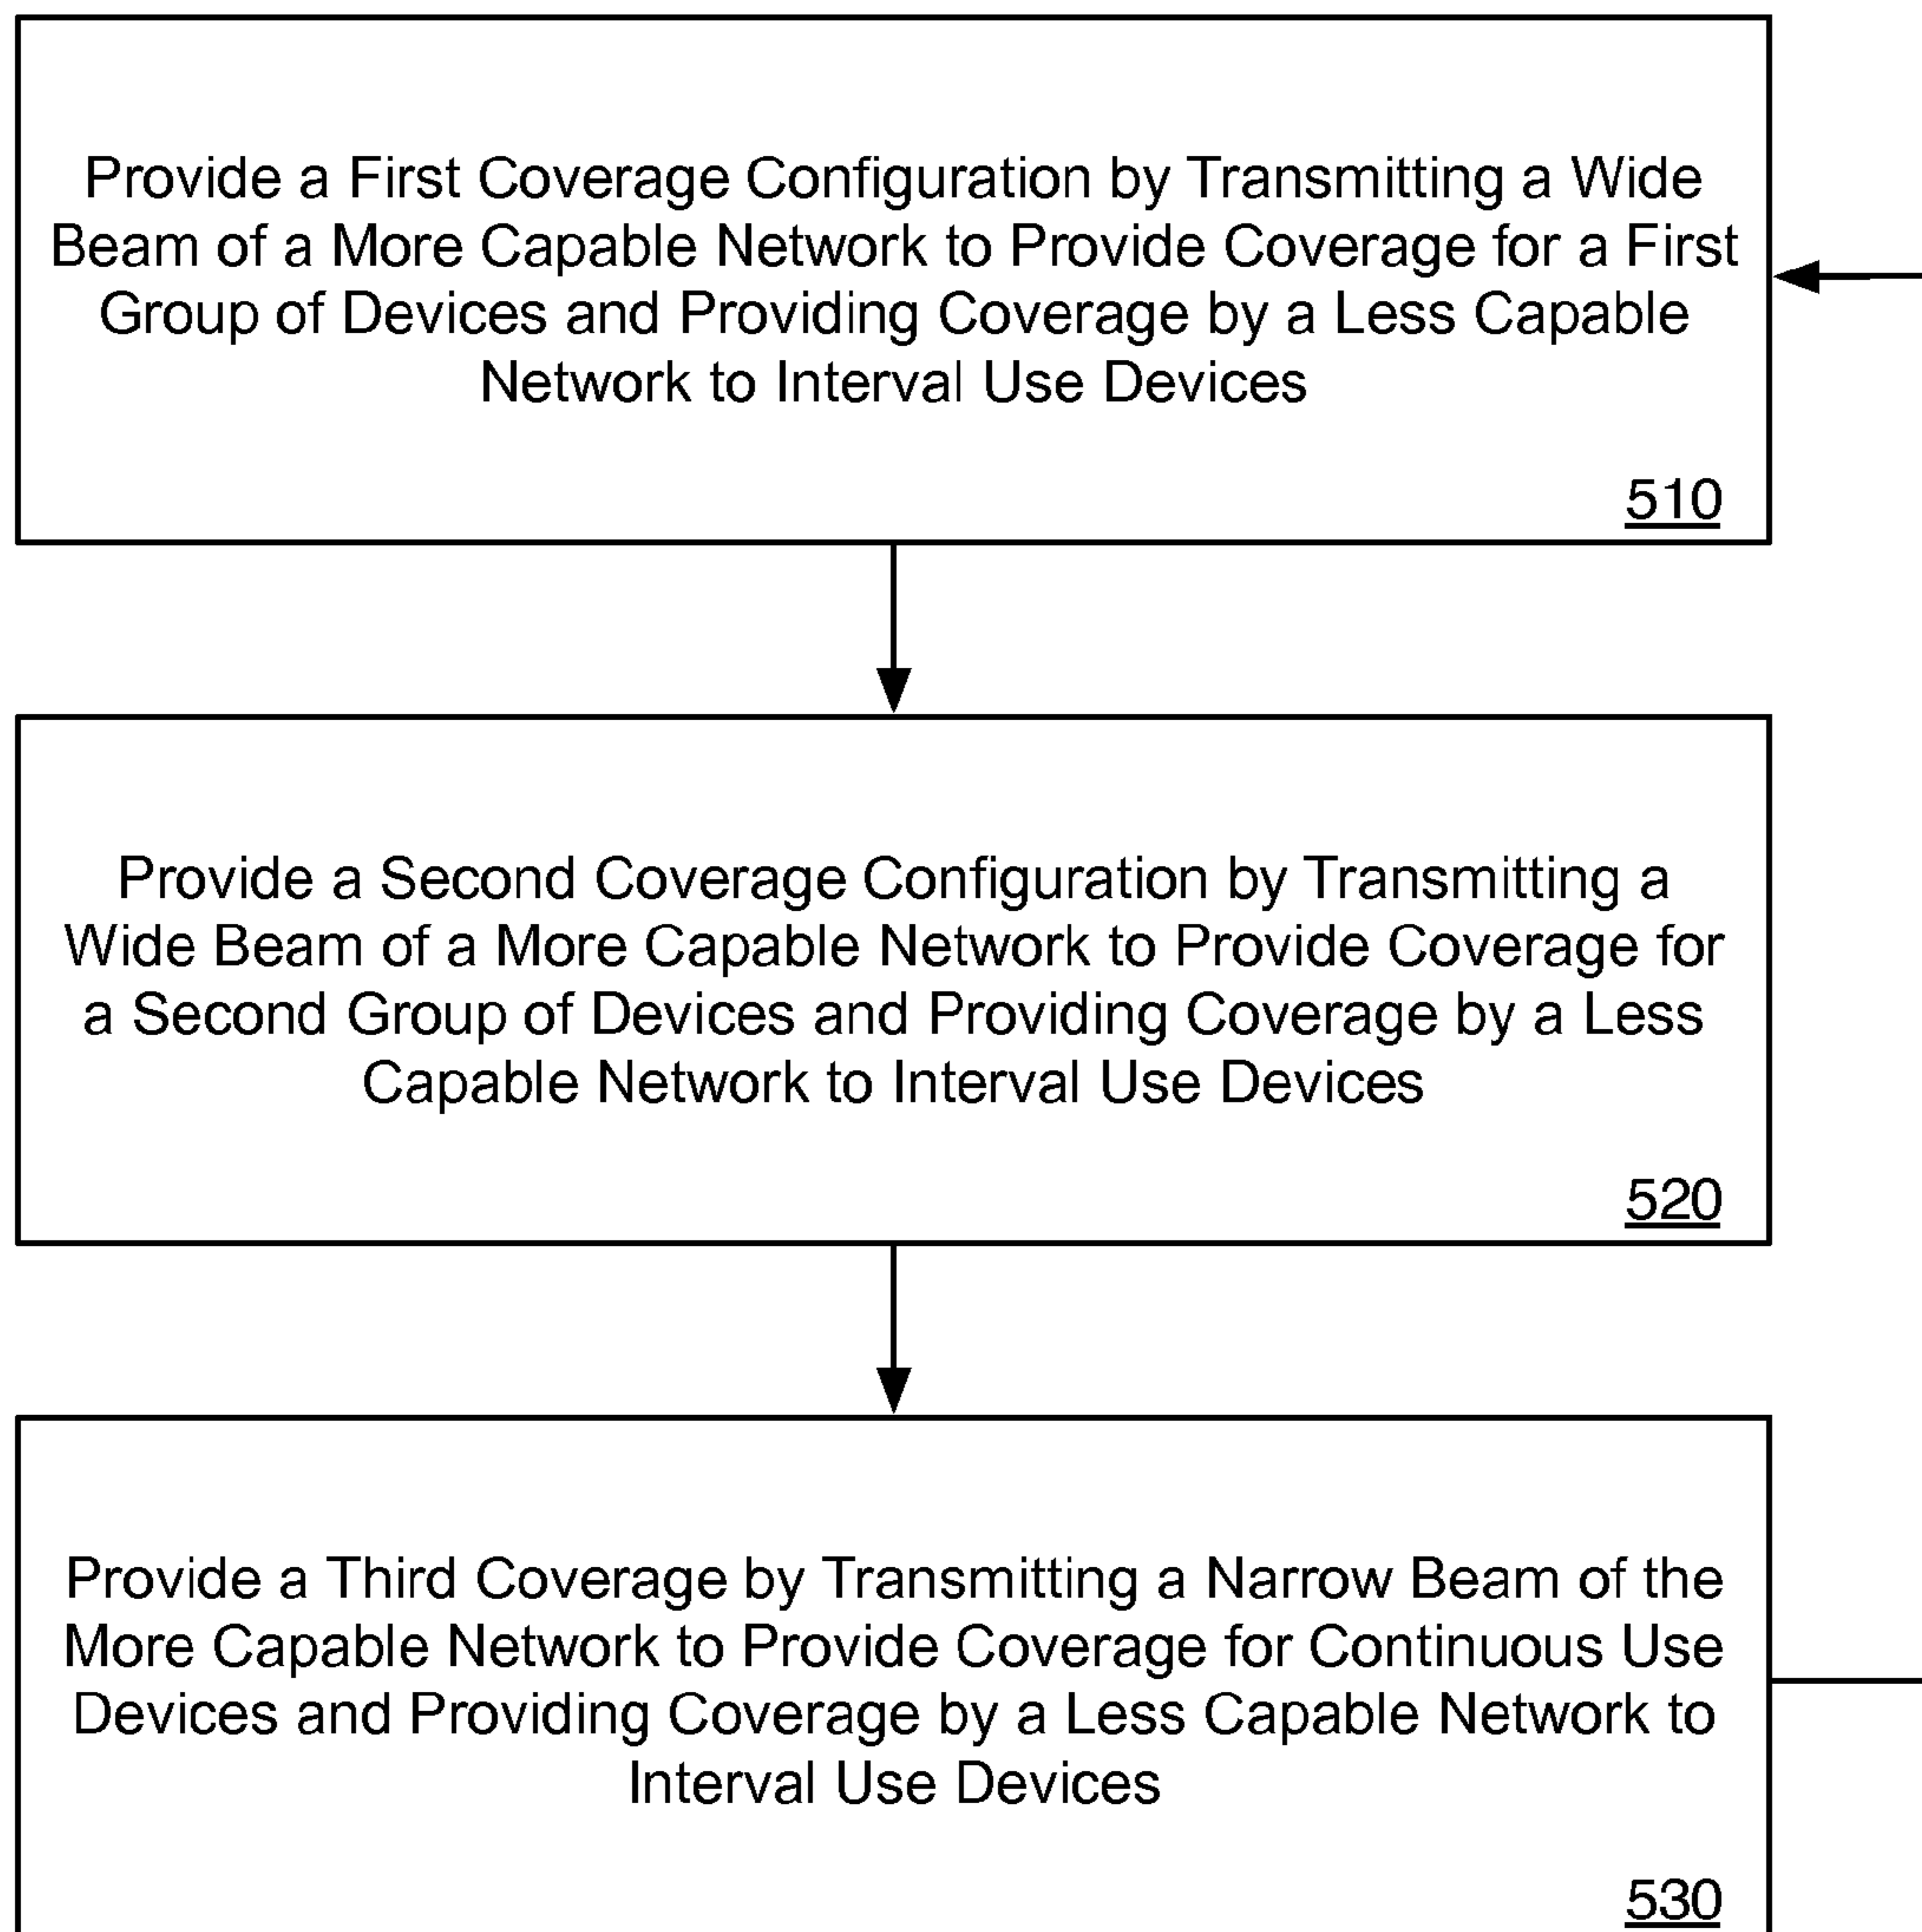 Provide a First Coverage Configuration by Transmitting a Wide
Beam of a More Capable Network to Provide Coverage for a First
Group of Devices and Providing Coverage by a Less Capable
Network to Interval Use Devices
510
Provide a Second Coverage Configuration by Transmitting a
Wide Beam of a More Capable Network to Provide Coverage for
a Second Group of Devices and Providing Coverage by a Less
Capable Network to Interval Use Devices
520
Provide a Third Coverage by Transmitting a Narrow Beam of the
More Capable Network to Provide Coverage for Continuous Use
Devices and Providing Coverage by a Less Capable Network to
Interval Use Devices
530